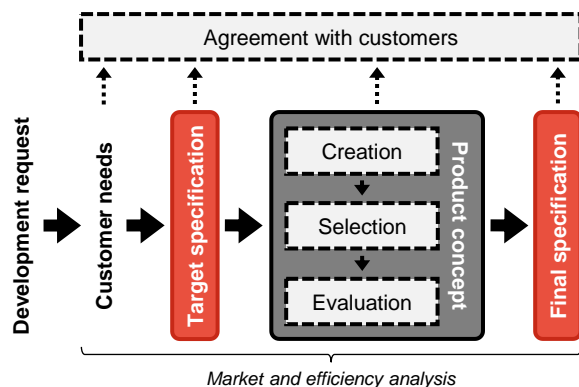 Agreement with customers
Development request
Customer needs
Target specification
Creation
Selection
Evaluation
Product concept
Final specification
Market and efficiency analysis